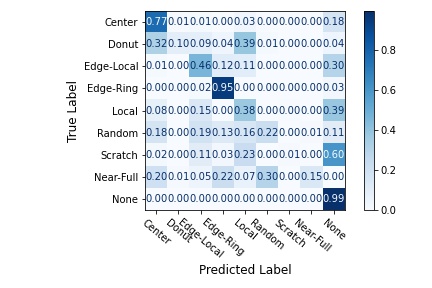 Center 0.77 0.01 0.01 0.00 0.03 0.00 0.00 0.00 0.18
Donut 0.32 0.10 0.09 0.04 0.39 0.01 0.00 0.00 0.04
Edge-Local 0.01 0.00 0.46 0.12 0.11 0.00 0.00 0.00 0.30
Edge-Ring 0.00 0.00 0.02 0.95 0.00 0.00 0.00 0.00 0.03
Local 0.08 0.00 0.15 0.00 0.38 0.00 0.00 0.00 0.39
Random 0.18 0.00 0.19 0.13 0.16 0.22 0.00 0.01 0.11
Scratch 0.02 0.00 0.11 0.03 0.23 0.00 0.01 0.00 0.60
Near-Full 0.20 0.01 0.05 0.22 0.07 0.30 0.00 0.15 0.00
None 0.00 0.00 0.00 0.00 0.00 0.00 0.00 0.00 0.99
Center Donut Edge-Local Edge-Ring Local Random Scratch Near-Full None
Predicted Label
True Label
0.8
0.6
0.4
0.2
0.0